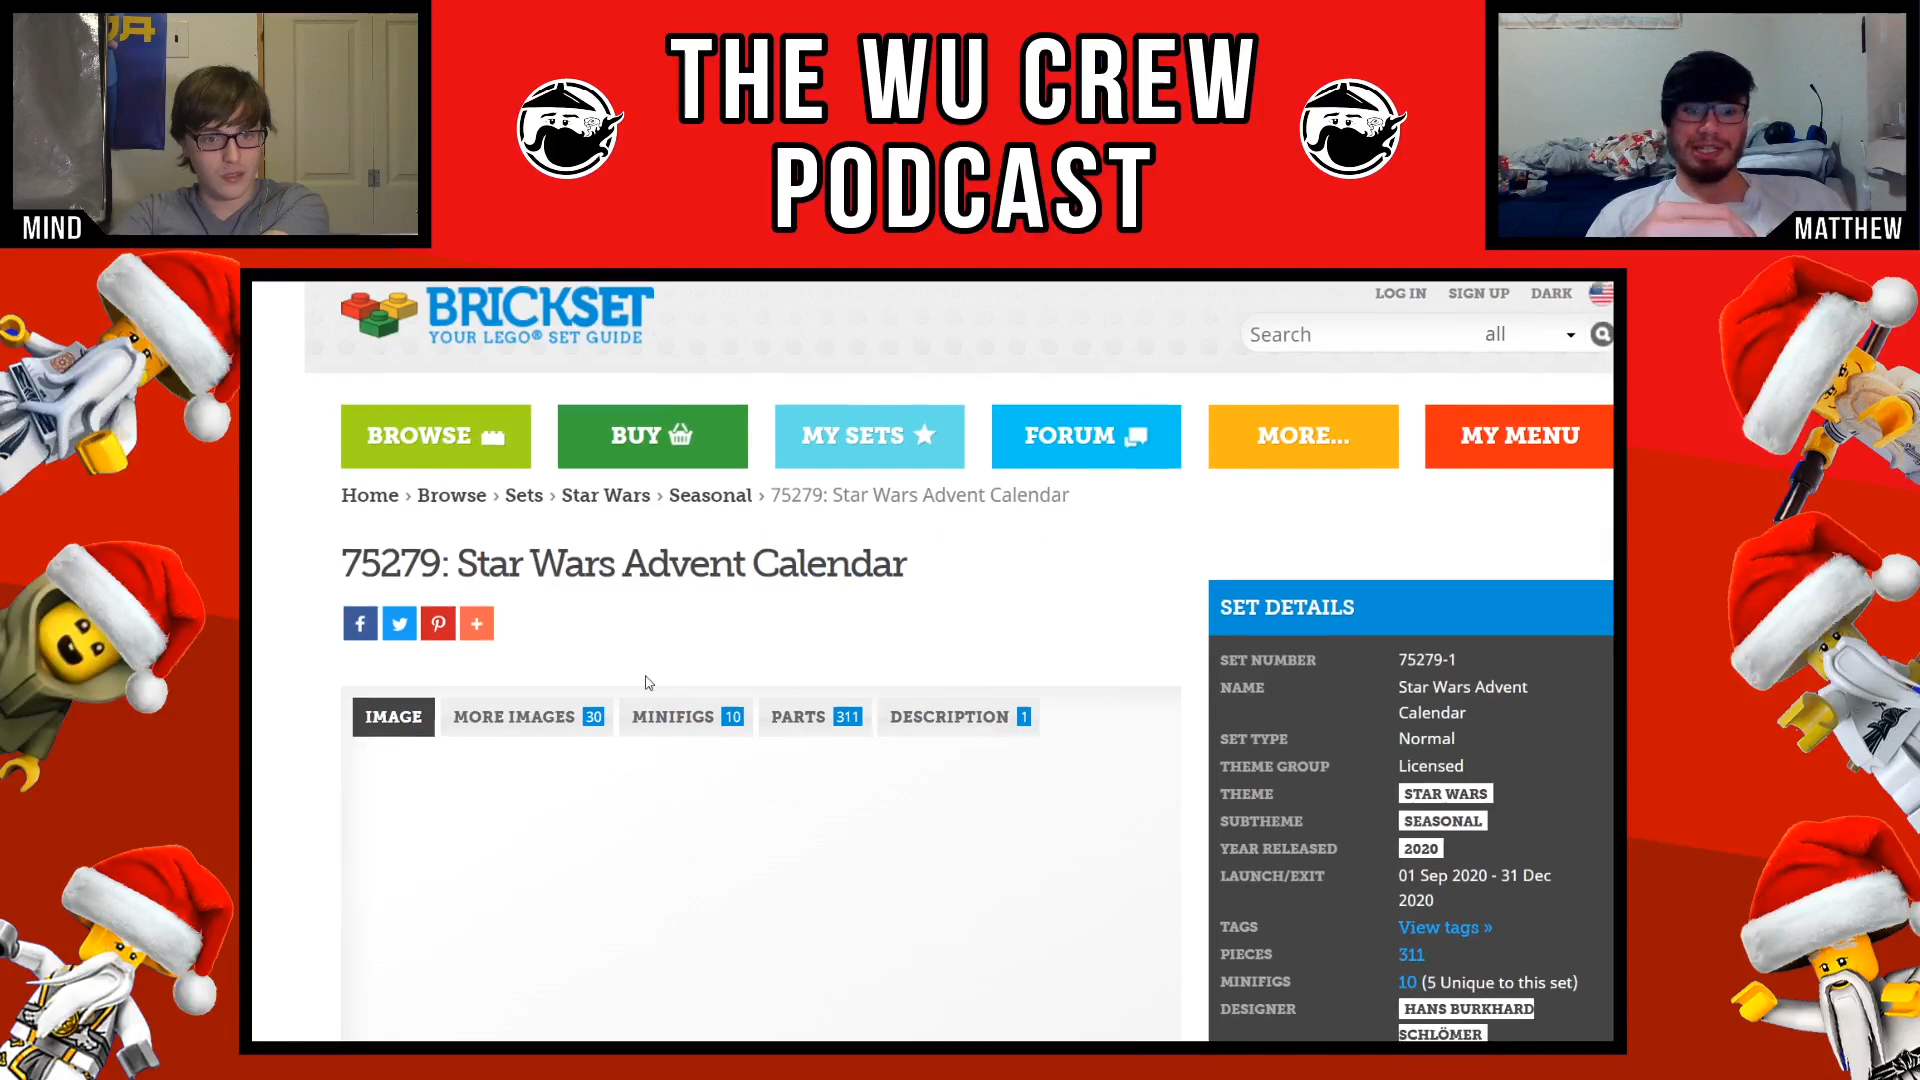 THE WU CREW
PODCAST
MIND
MATTHEW
BRICKSET
YOUR LEGO® SET GUIDE
LOG IN
SIGN UP
DARK
Search
all
BROWSE
BUY
MY SETS
FORUM
MORE...
MY MENU
Home › Browse › Sets › Star Wars › Seasonal › 75279: Star Wars Advent Calendar
75279: Star Wars Advent Calendar
IMAGE
MORE IMAGES 30
MINIFIGS 10
PARTS 311
DESCRIPTION 1
SET DETAILS
SET NUMBER 75279-1
NAME Star Wars Advent
Calendar
SET TYPE Normal
THEME GROUP Licensed
THEME STAR WARS
SUBTHEME SEASONAL
YEAR RELEASED 2020
LAUNCH/EXIT 01 Sep 2020 - 31 Dec
2020
TAGS View tags »
PIECES 311
MINIFIGS 10 (5 Unique to this set)
DESIGNER HANS BURKHARD
SCHLÖMER